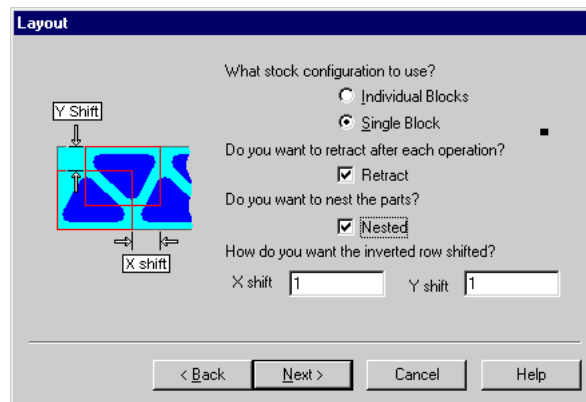 Layout
What stock configuration to use?
Individual Blocks
Single Block
Y Shift
Do you want to retract after each operation?
Retract
Do you want to nest the parts?
Nested
X shift
How do you want the inverted row shifted?
X shift 1 Y shift 1
< Back Next > Cancel Help